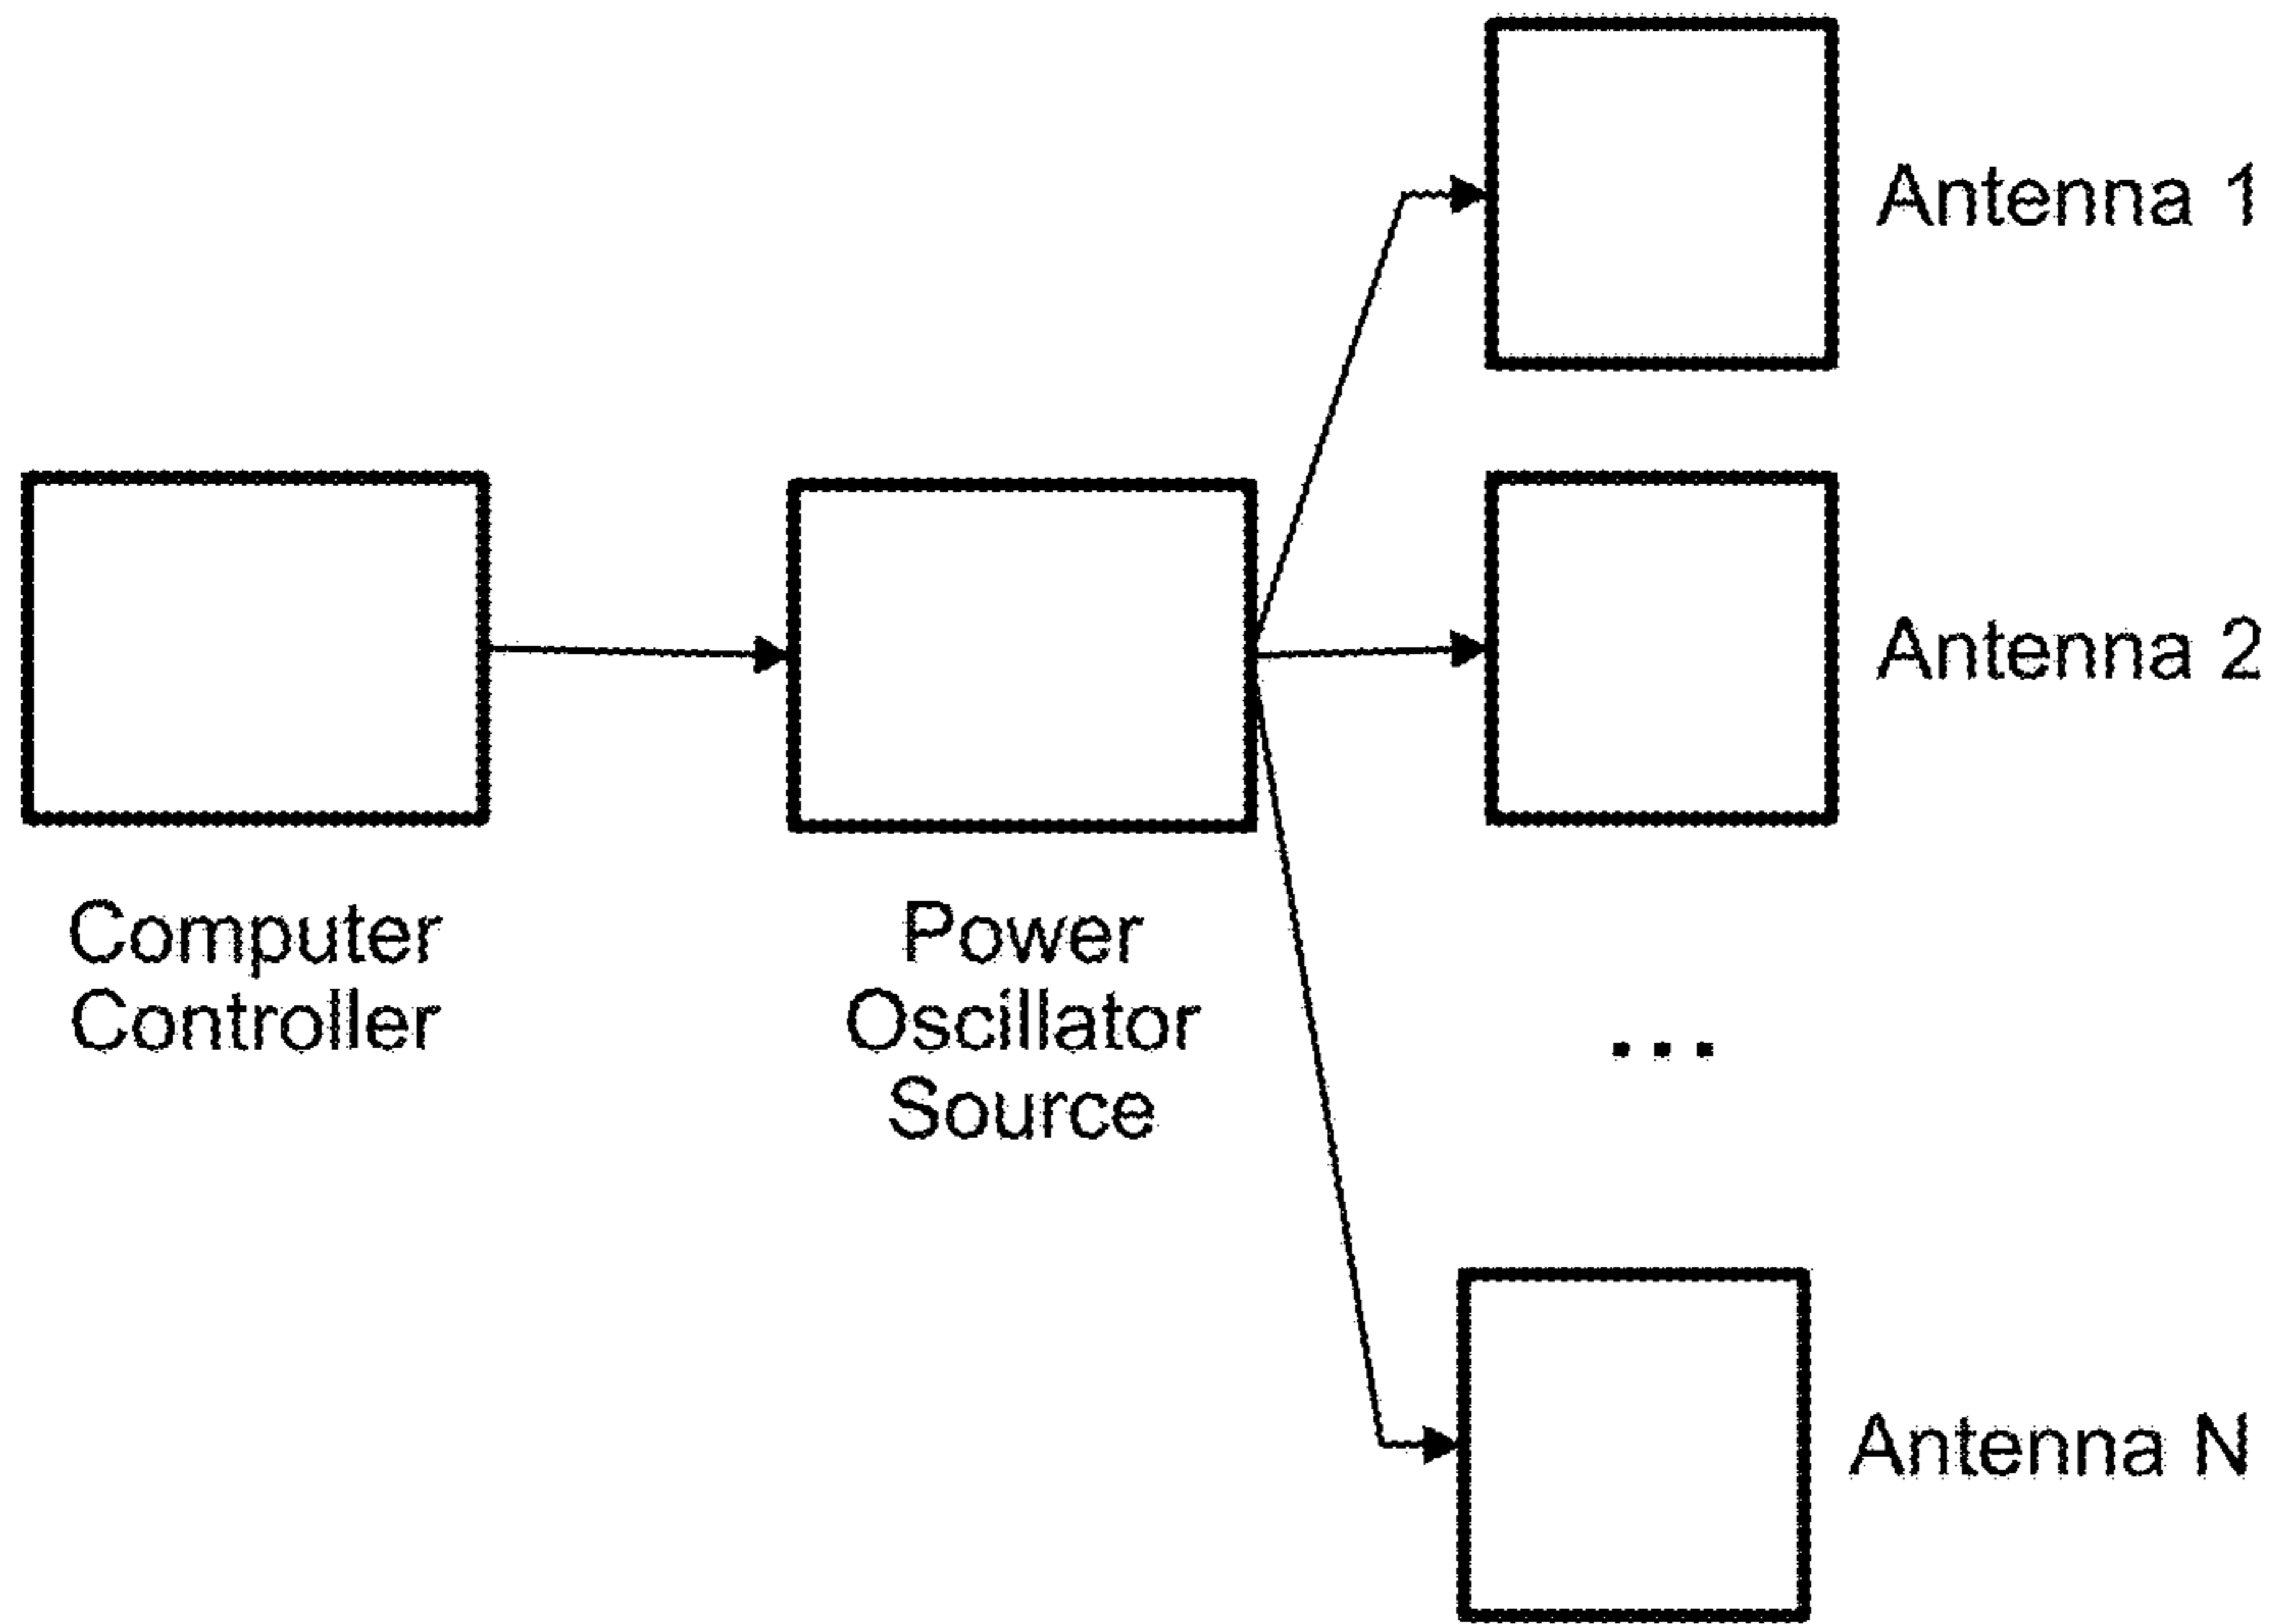 Antenna 1
Antenna 2
Computer
Controller
Power
Oscillator
Source
...
Antenna N